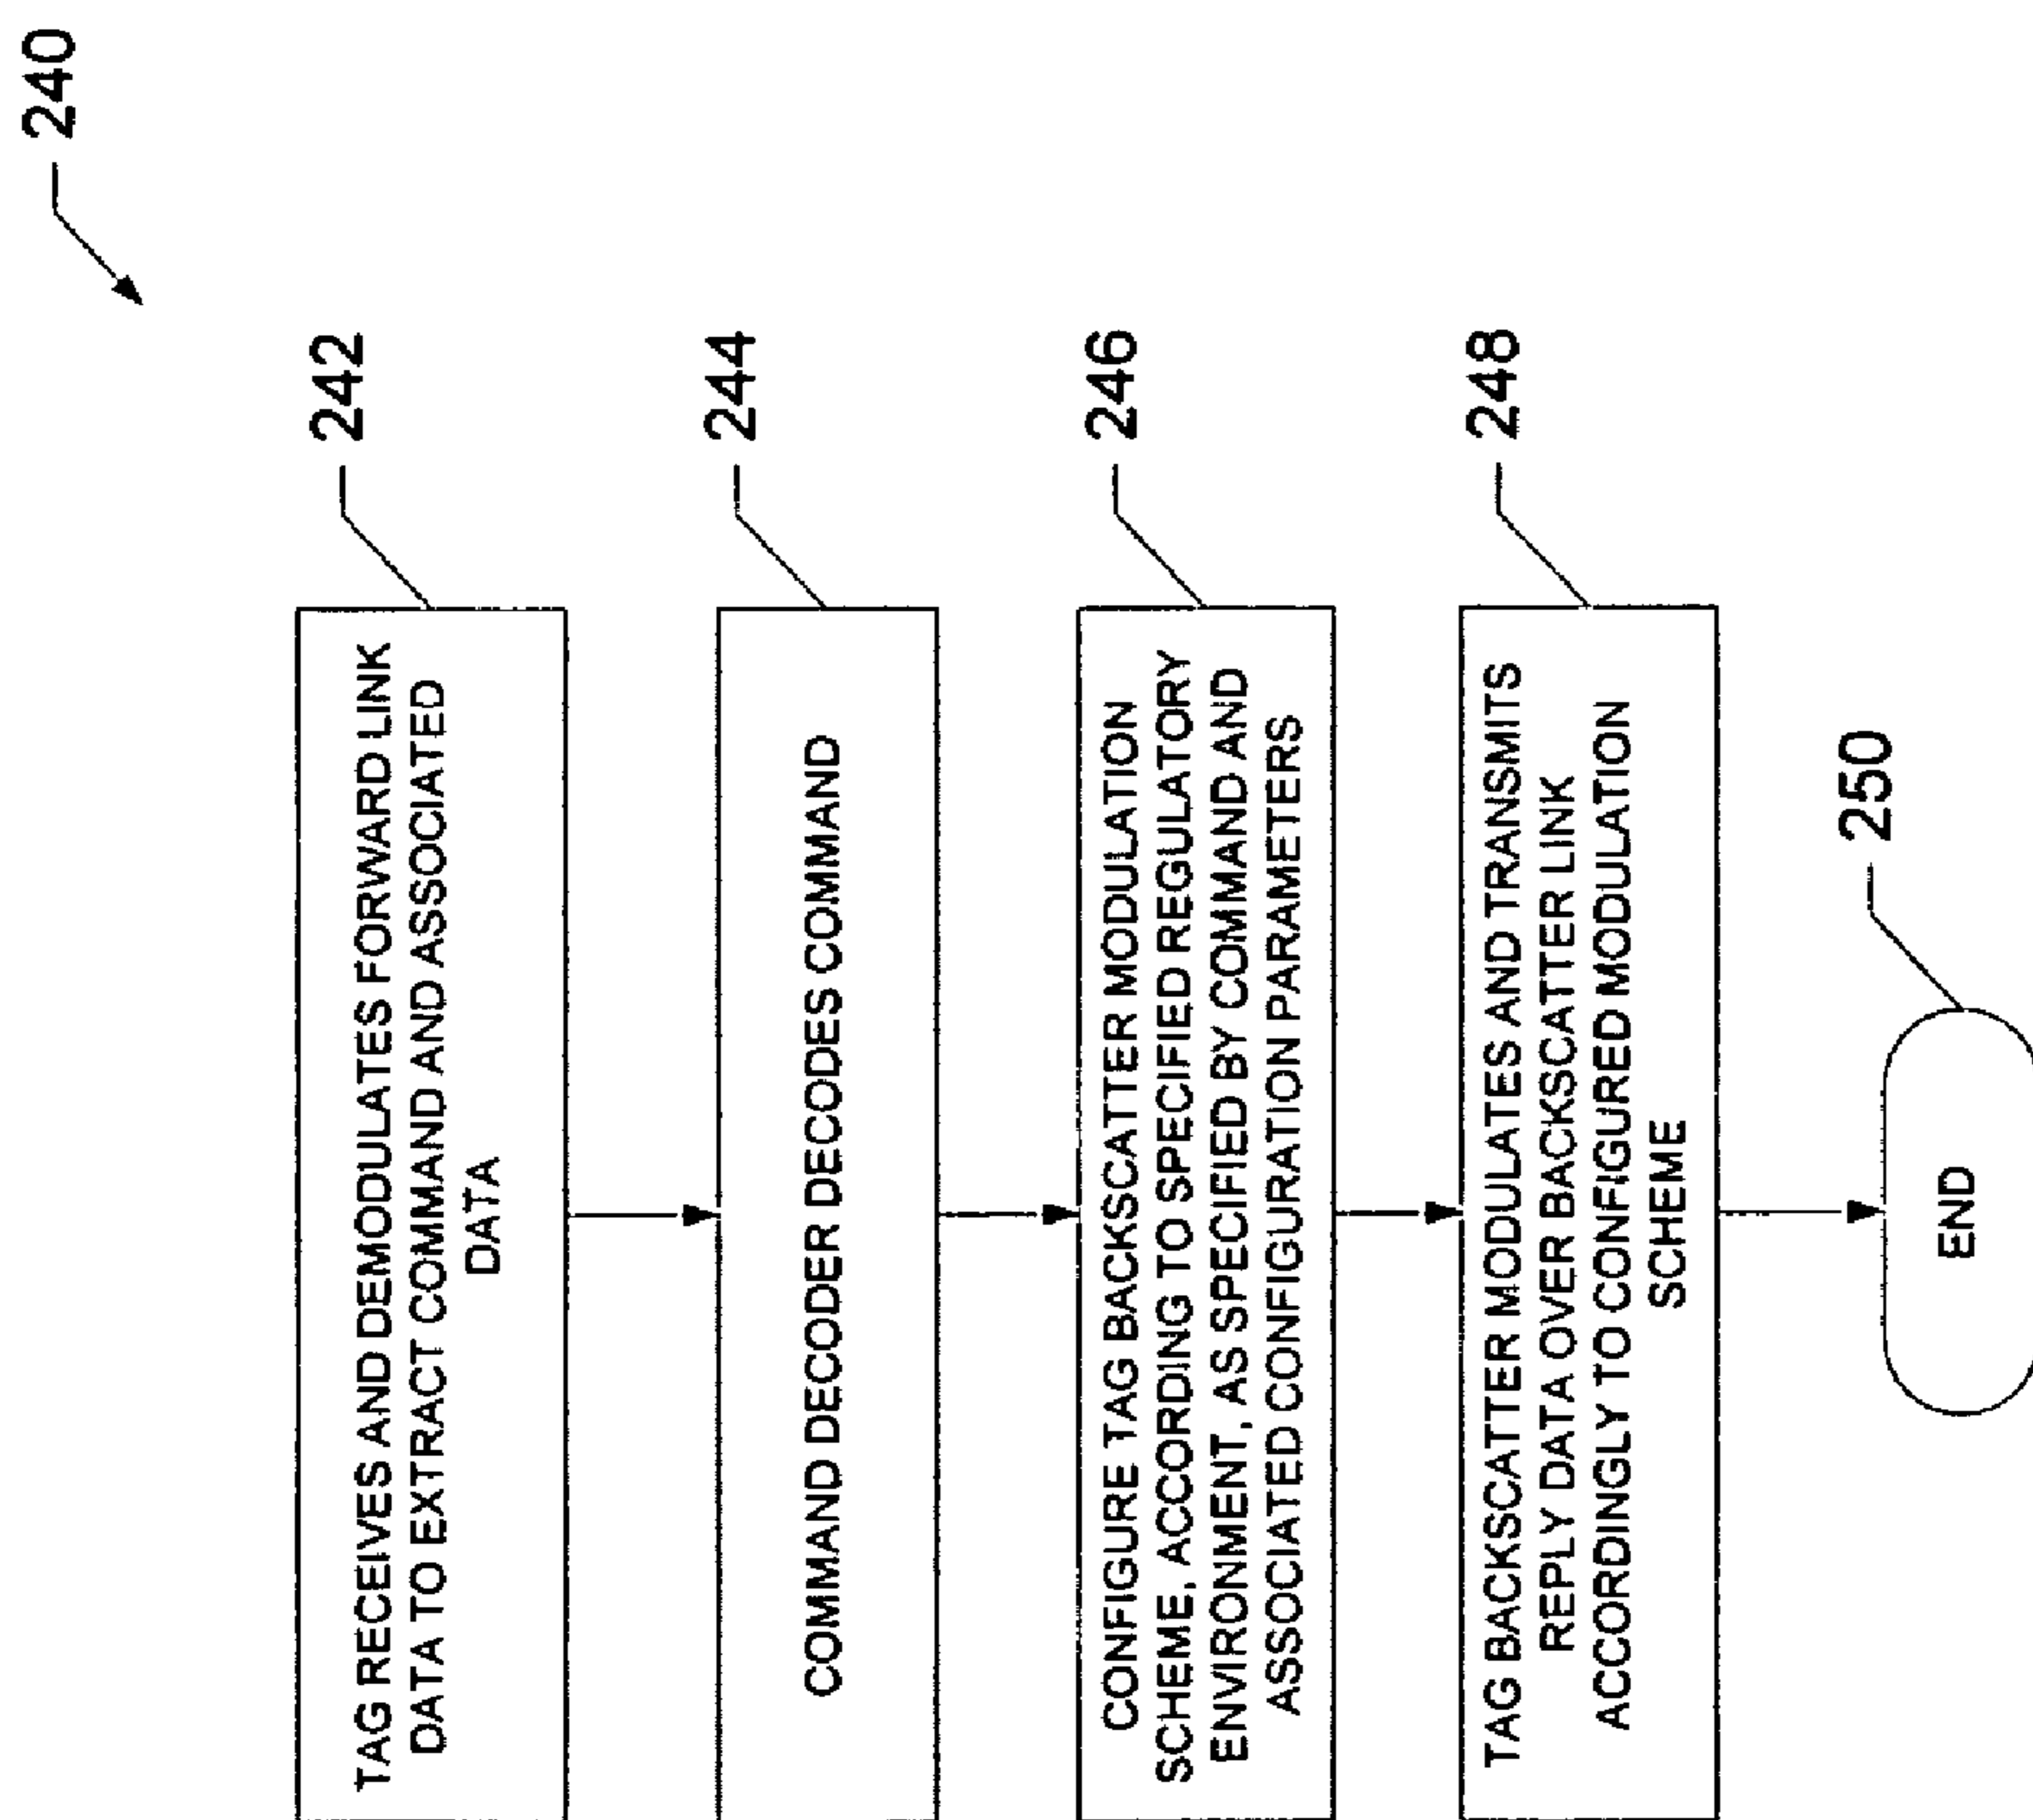 240
242
TAG RECEIVES AND DEMODULATES FORWARD LINK
DATA TO EXTRACT COMMAND AND ASSOCIATED
DATA
244
COMMAND DECODER DECODES COMMAND
246
CONFIGURE TAG BACKSCATTER MODULATION
SCHEME, ACCORDING TO SPECIFIED REGULATORY
ENVIRONMENT, AS SPECIFIED BY COMMAND AND
ASSOCIATED CONFIGURATION PARAMETERS
248
TAG BACKSCATTER MODULATES AND TRANSMITS
REPLY DATA OVER BACKSCATTER LINK
ACCORDINGLY TO CONFIGURED MODULATION
SCHEME
250
END